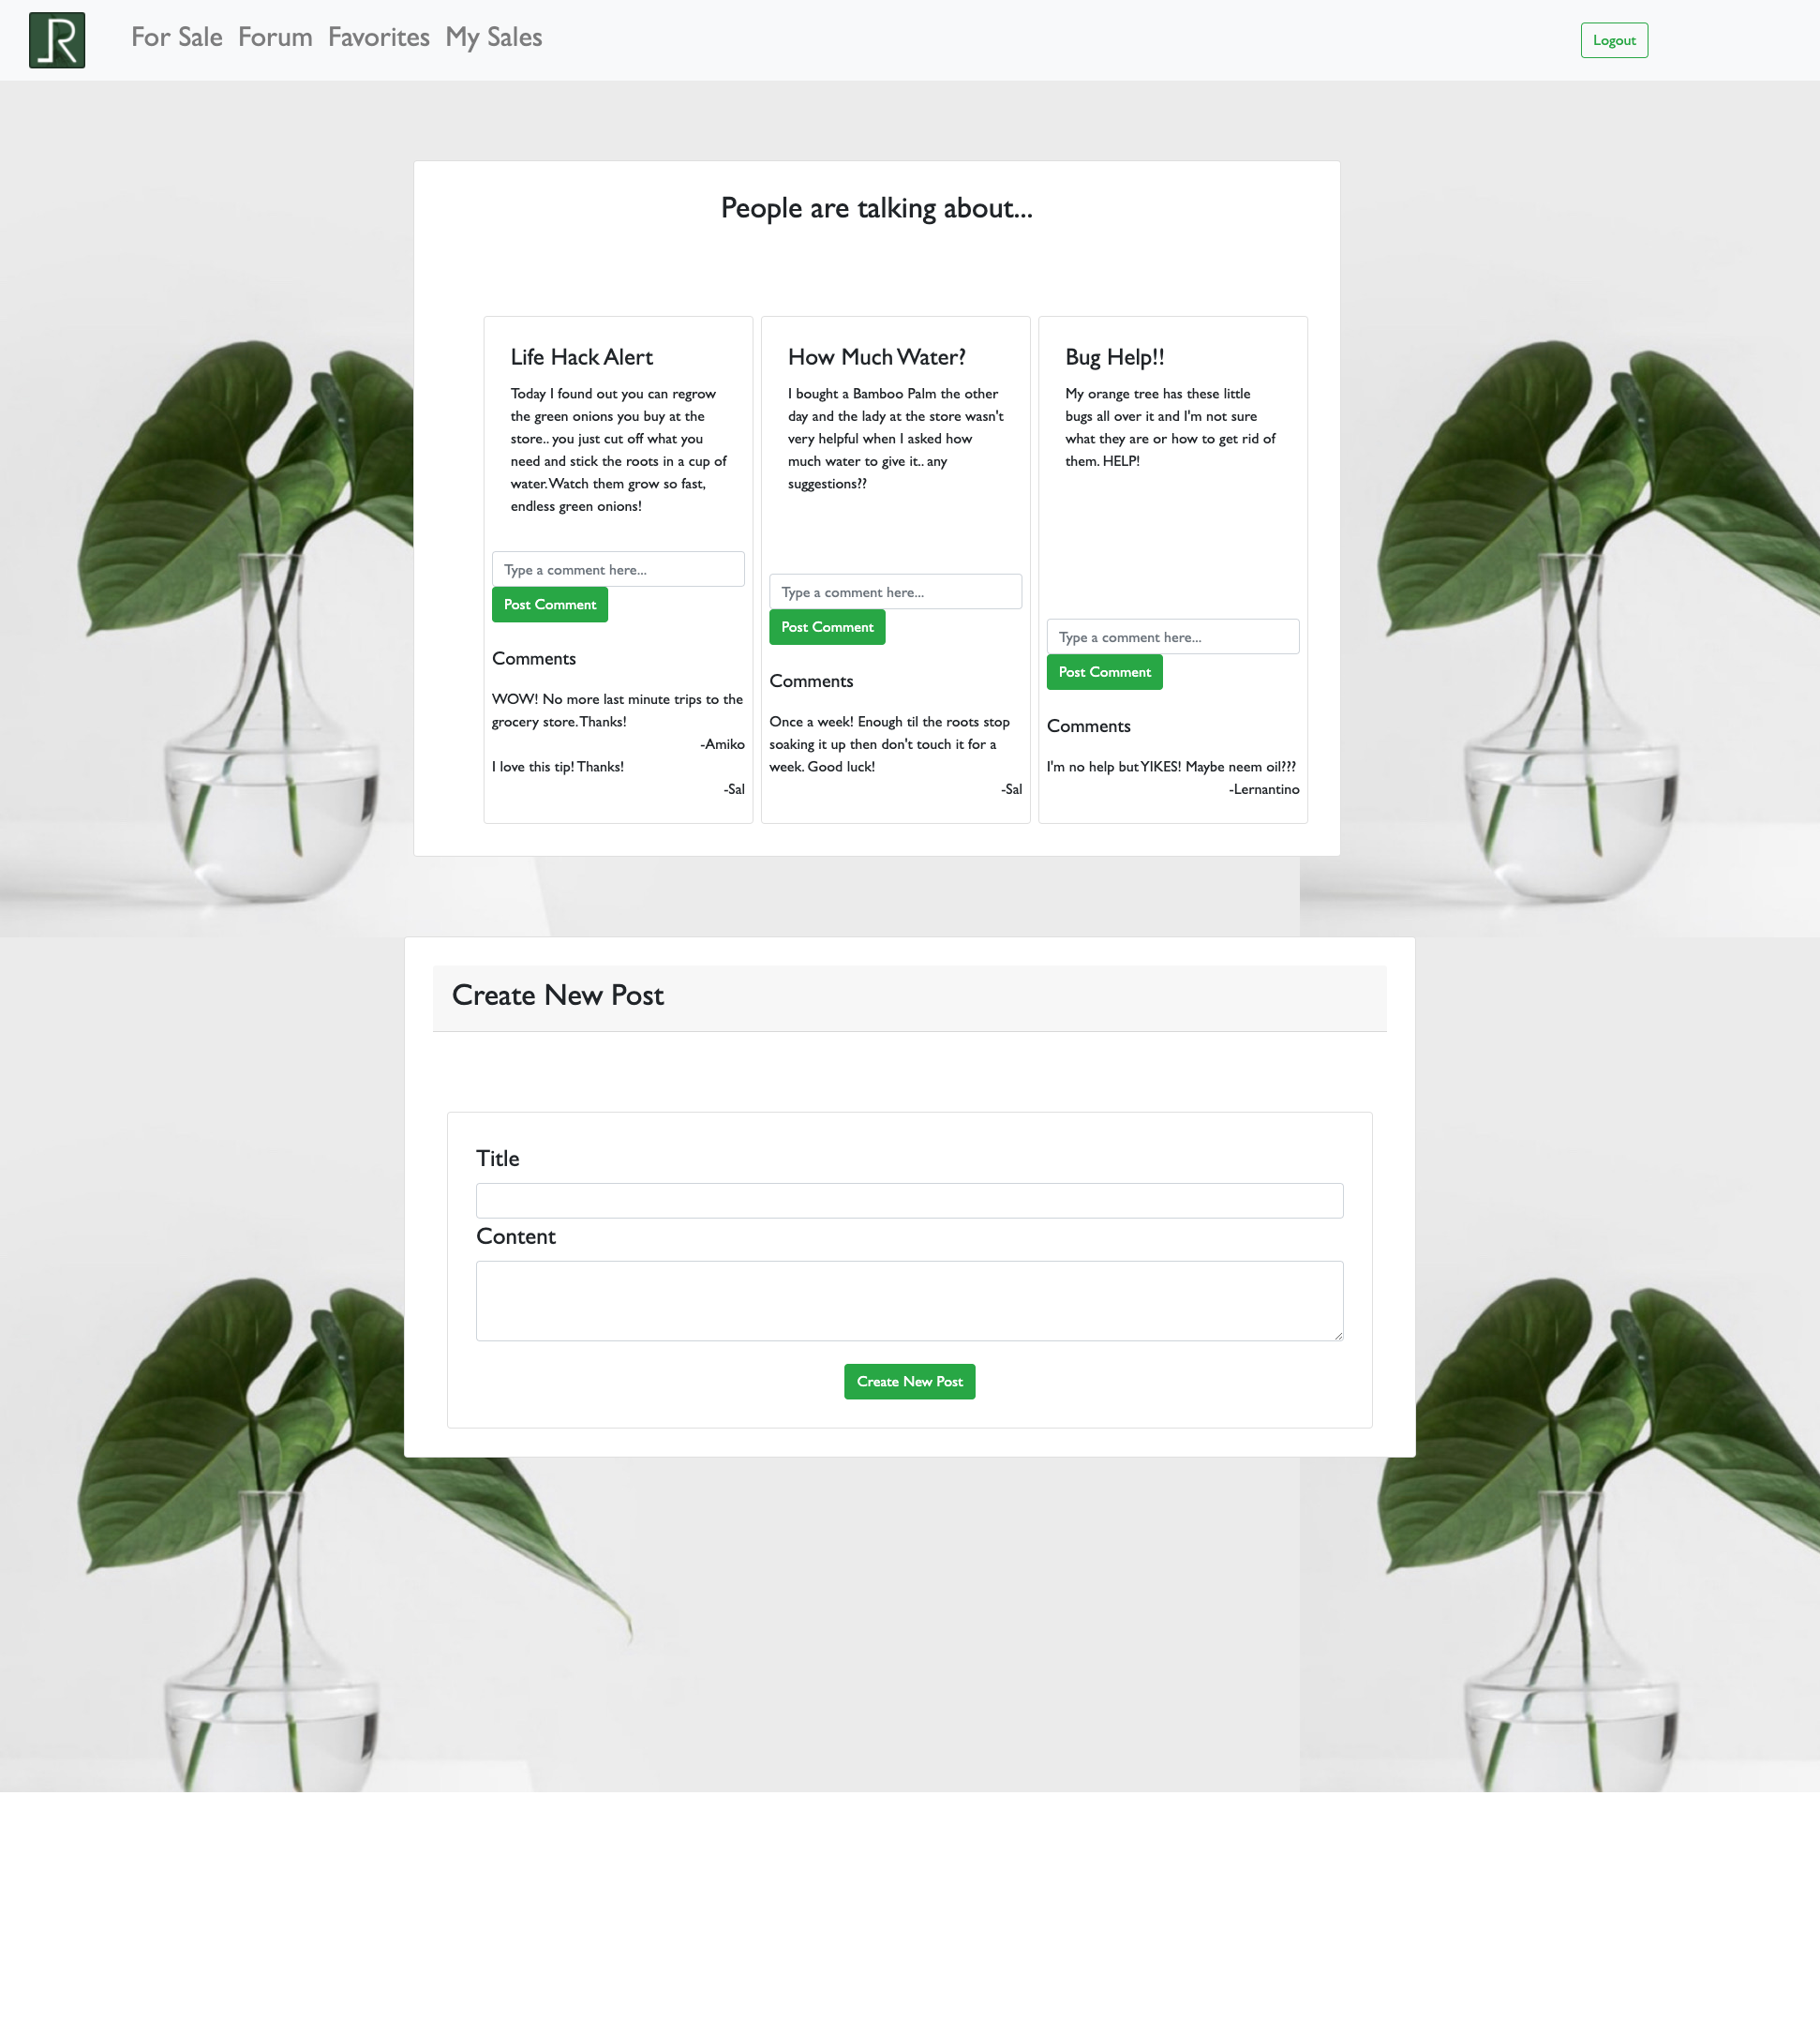 JR
For Sale Forum Favorites My Sales
Logout
People are talking about...
Life Hack Alert
Today I found out you can regrow
the green onions you buy at the
store.. you just cut off what you
need and stick the roots in a cup of
water. Watch them grow so fast,
endless green onions!
Type a comment here...
Post Comment
Comments
WOW! No more last minute trips to the
grocery store. Thanks!
-Amiko
I love this tip! Thanks!
-Sal
How Much Water?
I bought a Bamboo Palm the other
day and the lady at the store wasn't
very helpful when I asked how
much water to give it.. any
suggestions??
Type a comment here...
Post Comment
Comments
Once a week! Enough til the roots stop
soaking it up then don't touch it for a
week. Good luck!
-Sal
Bug Help!!
My orange tree has these little
bugs all over it and I'm not sure
what they are or how to get rid of
them. HELP!
Type a comment here...
Post Comment
Comments
I'm no help but YIKES! Maybe neem oil???
-Lernantino
Create New Post
Title
Content
Create New Post